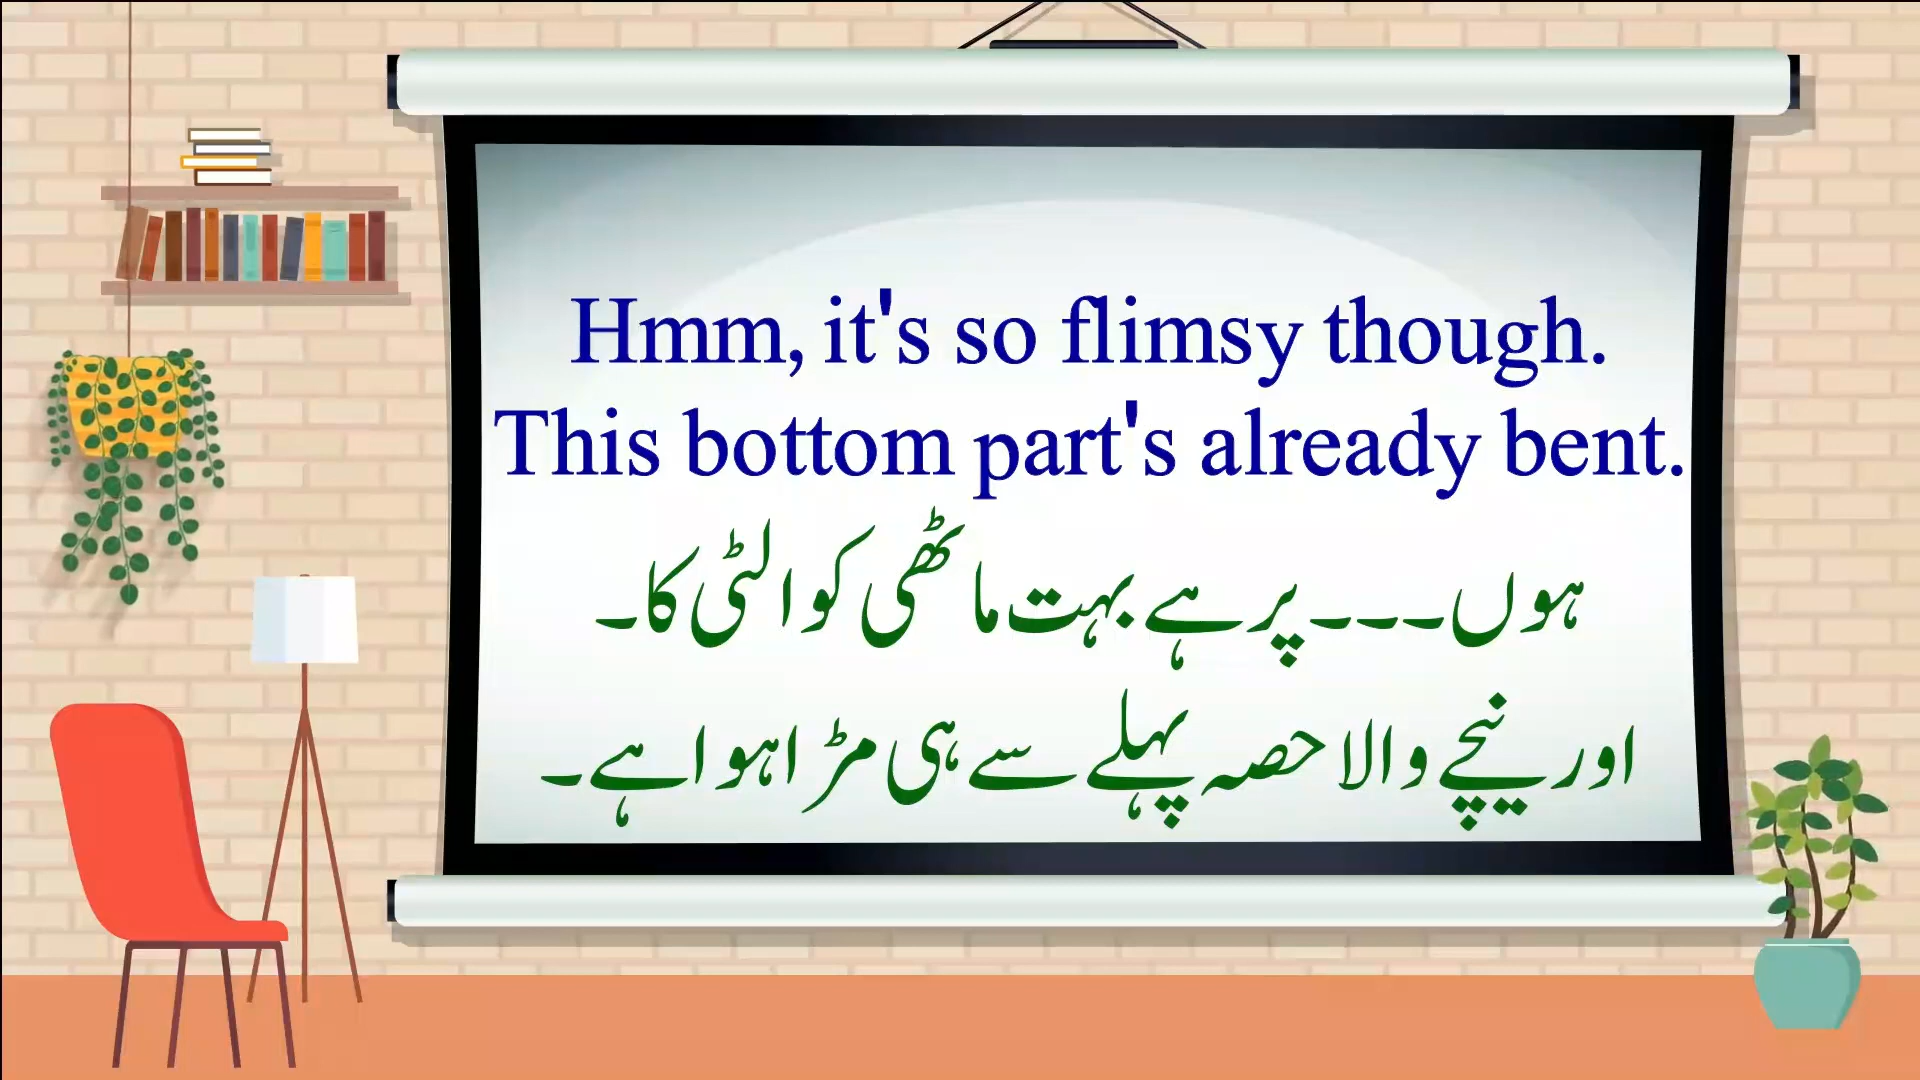 Hmm, it's so flimsy though.
This bottom part's already bent.
ہوں۔۔۔ پر ہے بہت ماٹھی کوالٹی کا۔
اور نیچے والا حصہ پہلے سے ہی مڑا ہوا ہے۔